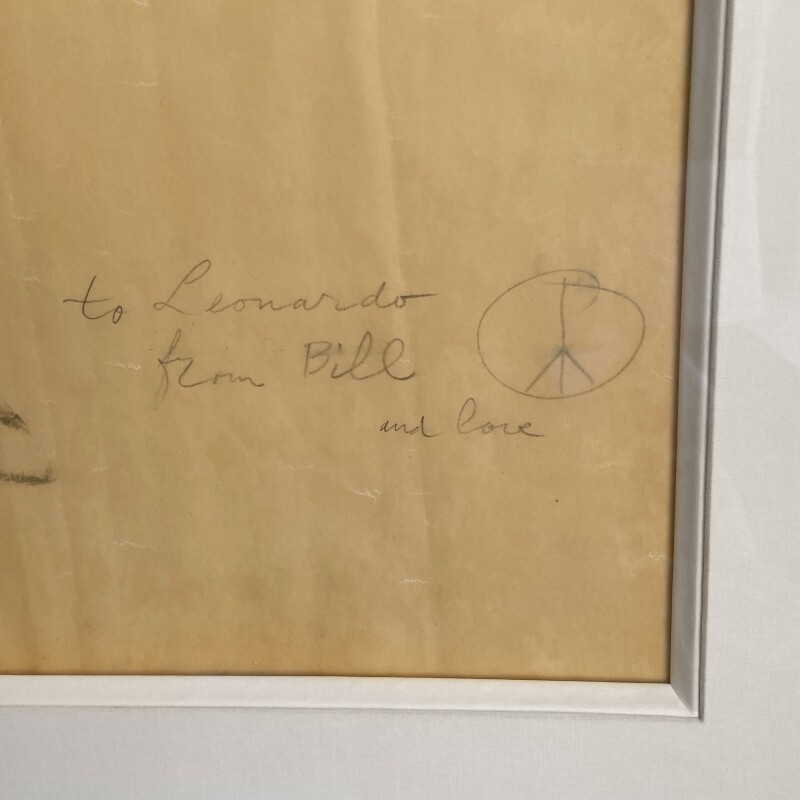 to Leonardo
from Bill
and love